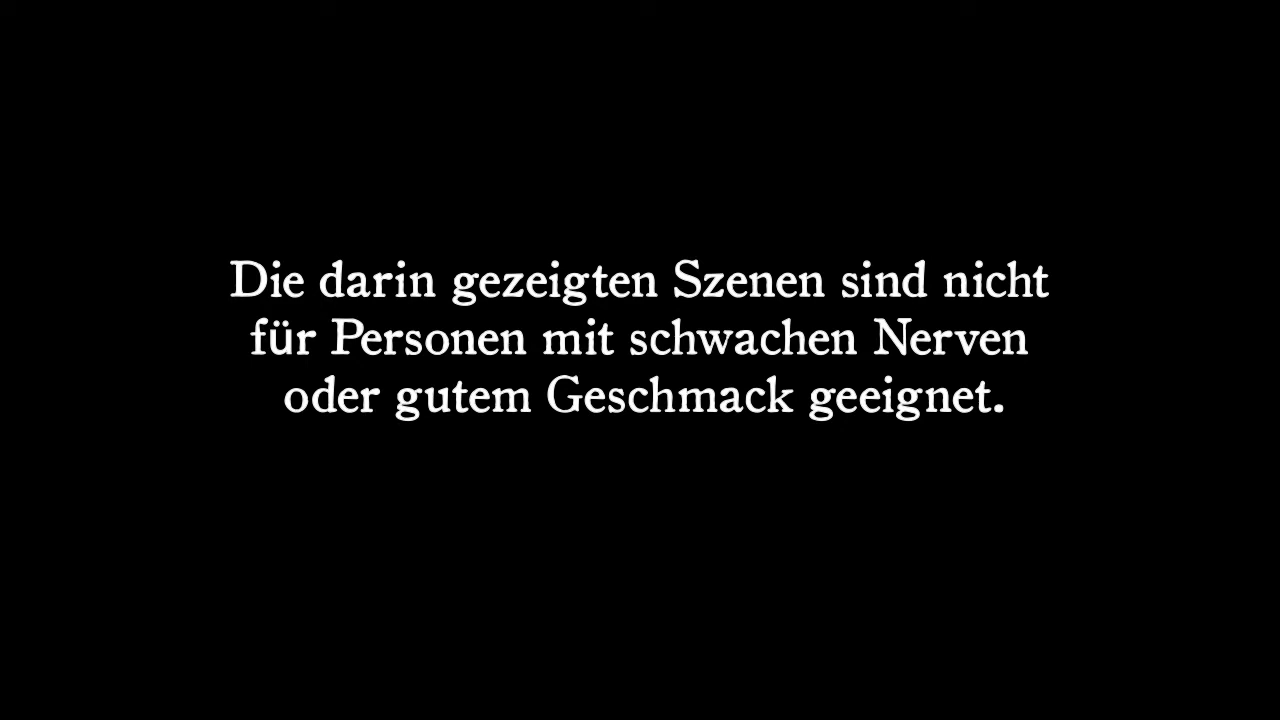 Die darin gezeigten Szenen sind nicht
für Personen mit schwachen Nerven
oder gutem Geschmack geeignet.